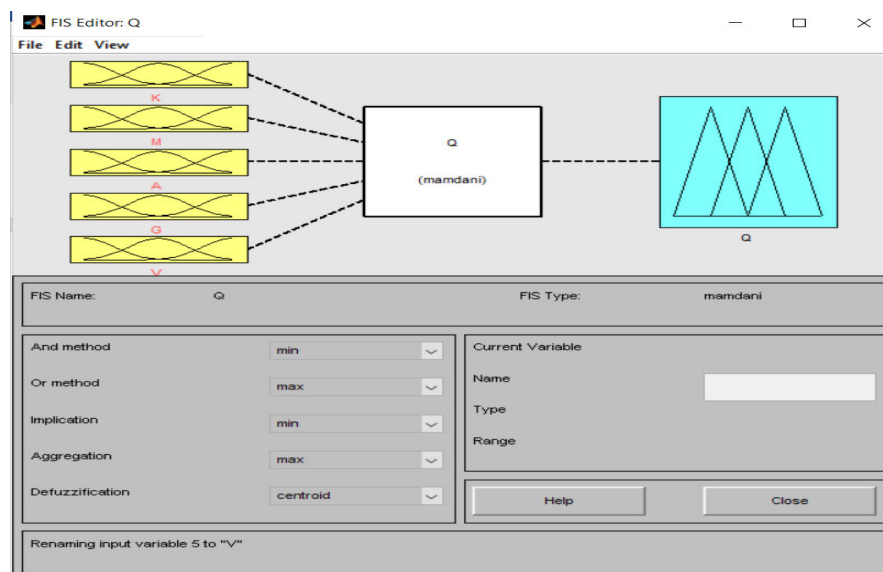 FIS Editor: Q
File Edit View
K
M
A
G
V
Q
(mamdani)
Q
FIS Name: Q FIS Type: mamdani
And method min
Or method max
Implication min
Aggregation max
Defuzzification centroid
Current Variable
Name
Type
Range
Help Close
Renaming input variable 5 to "V"